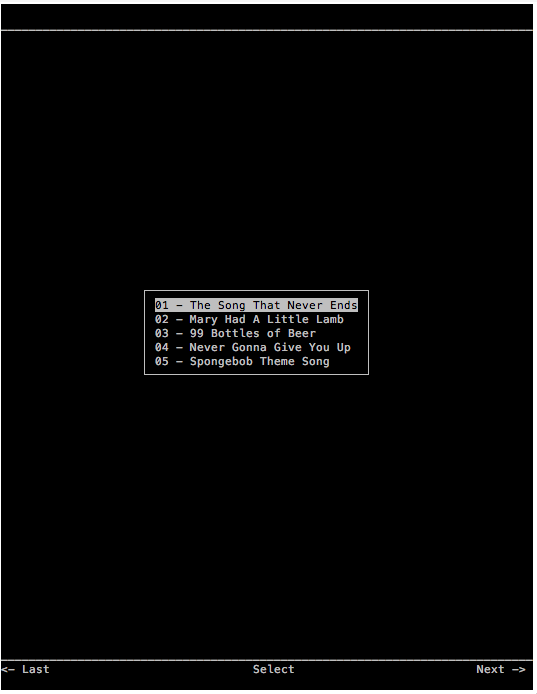 01 – The Song That Never Ends
02 – Mary Had A Little Lamb
03 – 99 Bottles of Beer
04 – Never Gonna Give You Up
05 – Spongebob Theme Song
<– Last Select Next –>